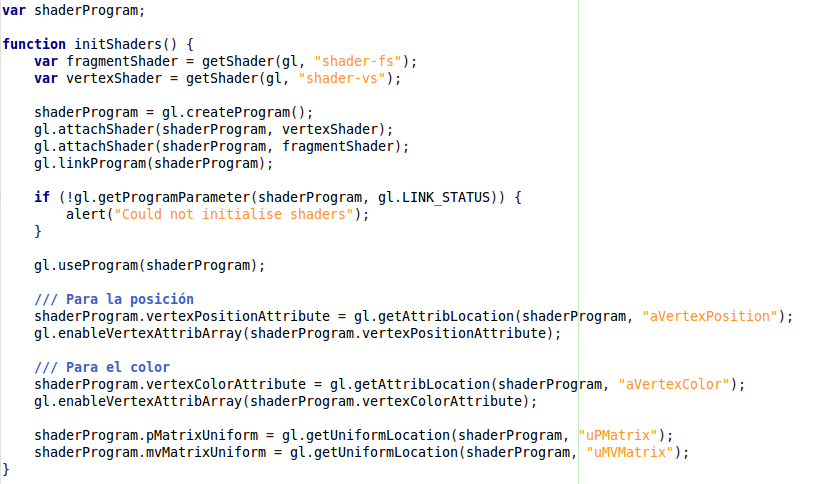 var shaderProgram;
function initShaders() {
var fragmentShader = getShader(gl, "shader-fs");
var vertexShader = getShader(gl, "shader-vs");
shaderProgram = gl.createProgram();
gl.attachShader(shaderProgram, vertexShader);
gl.attachShader(shaderProgram, fragmentShader);
gl.linkProgram(shaderProgram);
if (!gl.getProgramParameter(shaderProgram, gl.LINK_STATUS)) {
alert("Could not initialise shaders");
}
gl.useProgram(shaderProgram);
/// Para la posición
shaderProgram.vertexPositionAttribute = gl.getAttribLocation(shaderProgram, "aVertexPosition");
gl.enableVertexAttribArray(shaderProgram.vertexPositionAttribute);
/// Para el color
shaderProgram.vertexColorAttribute = gl.getAttribLocation(shaderProgram, "aVertexColor");
gl.enableVertexAttribArray(shaderProgram.vertexColorAttribute);
shaderProgram.pMatrixUniform = gl.getUniformLocation(shaderProgram, "uPMatrix");
shaderProgram.mvMatrixUniform = gl.getUniformLocation(shaderProgram, "uMVMatrix");
}